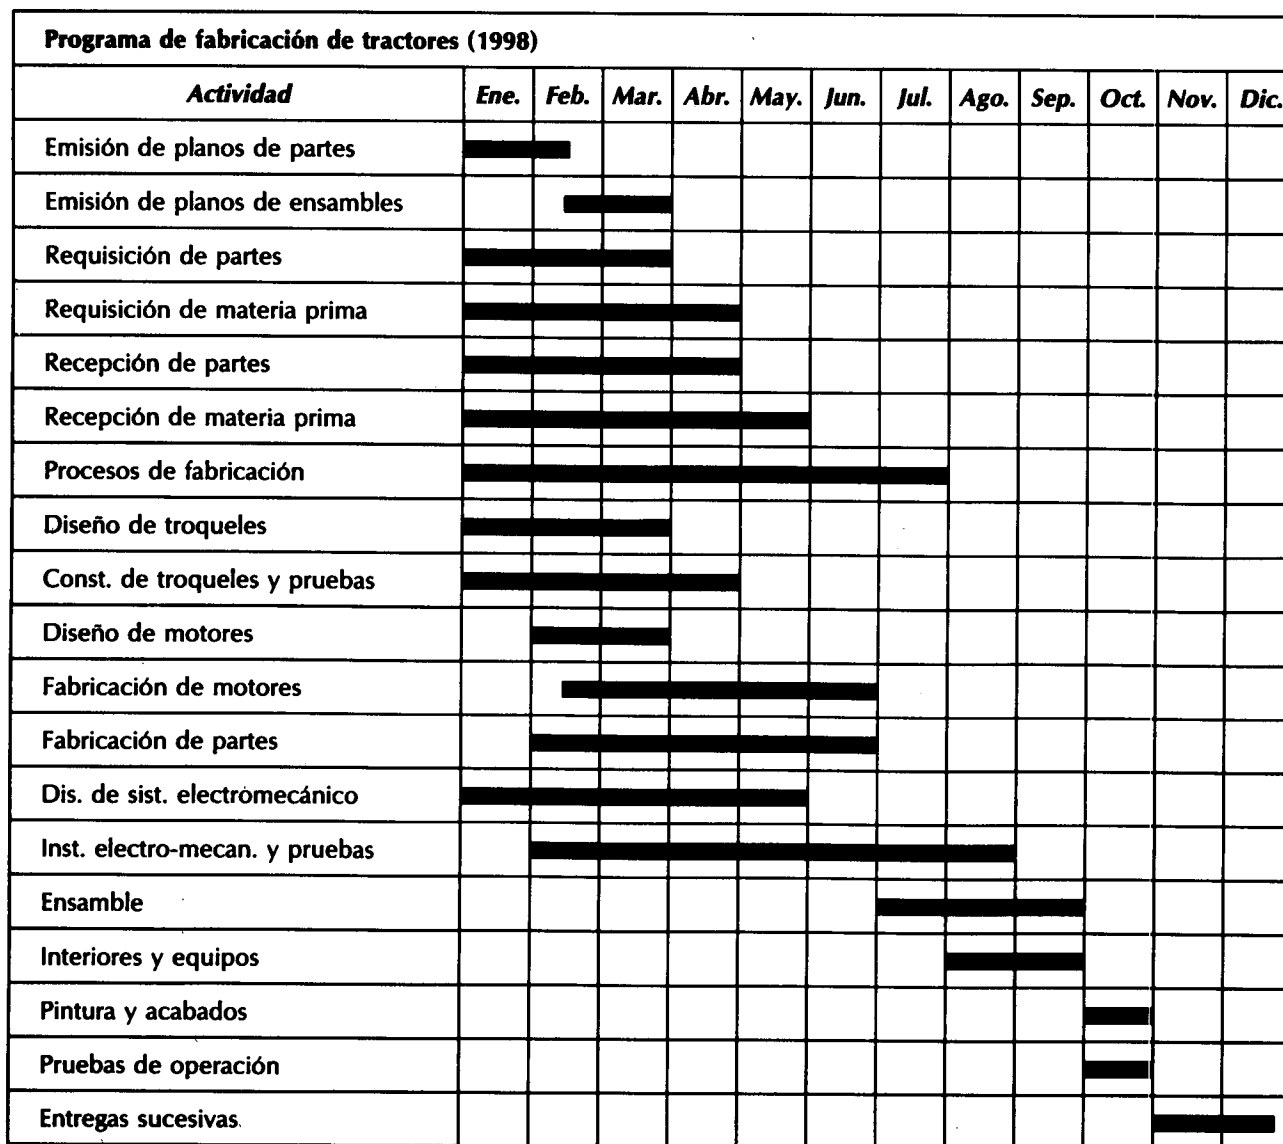 Programa de fabricación de tractores (1998)
Actividad Ene. Feb. Mar. Abr. May. Jun. Jul. Ago. Sep. Oct. Nov. Dic.
Emisión de planos de partes
Emisión de planos de ensambles
Requisición de partes
Requisición de materia prima
Recepción de partes
Recepción de materia prima
Procesos de fabricación
Diseño de troqueles
Const. de troqueles y pruebas
Diseño de motores
Fabricación de motores
Fabricación de partes
Dis. de sist. electromecánico
Inst. electro-mecan. y pruebas
Ensamble
Interiores y equipos
Pintura y acabados
Pruebas de operación
Entregas sucesivas